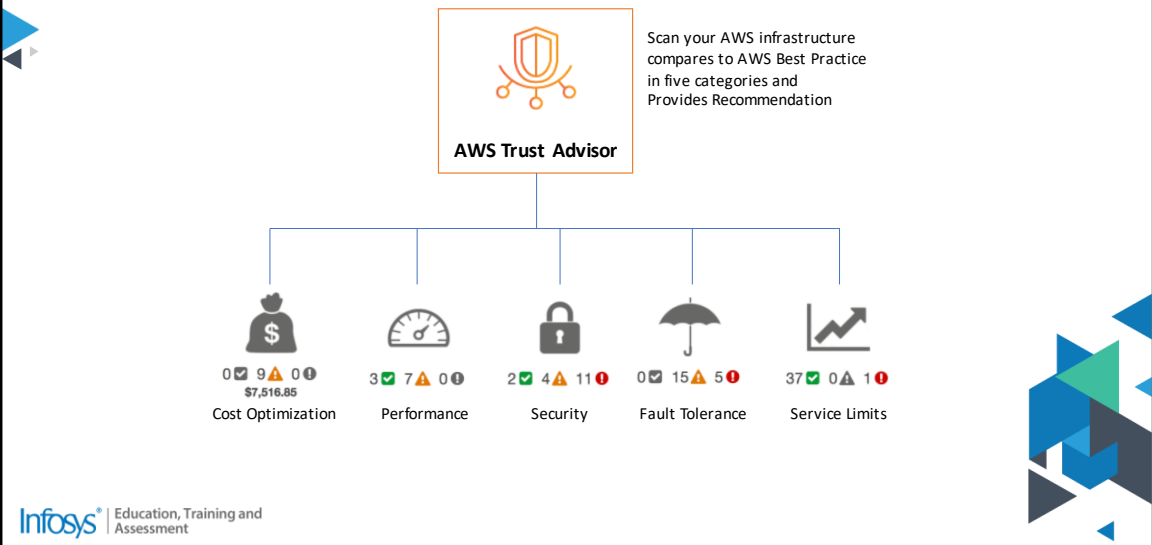 Scan your AWS infrastructure
compares to AWS Best Practice
in five categories and
Provides Recommendation
AWS Trust Advisor
$
0 9 0
$7,516.85
Cost Optimization
3 7 0
Performance
2 4 11
Security
0 15 5
Fault Tolerance
37 0 1
Service Limits
Infosys® Education, Training and
Assessment